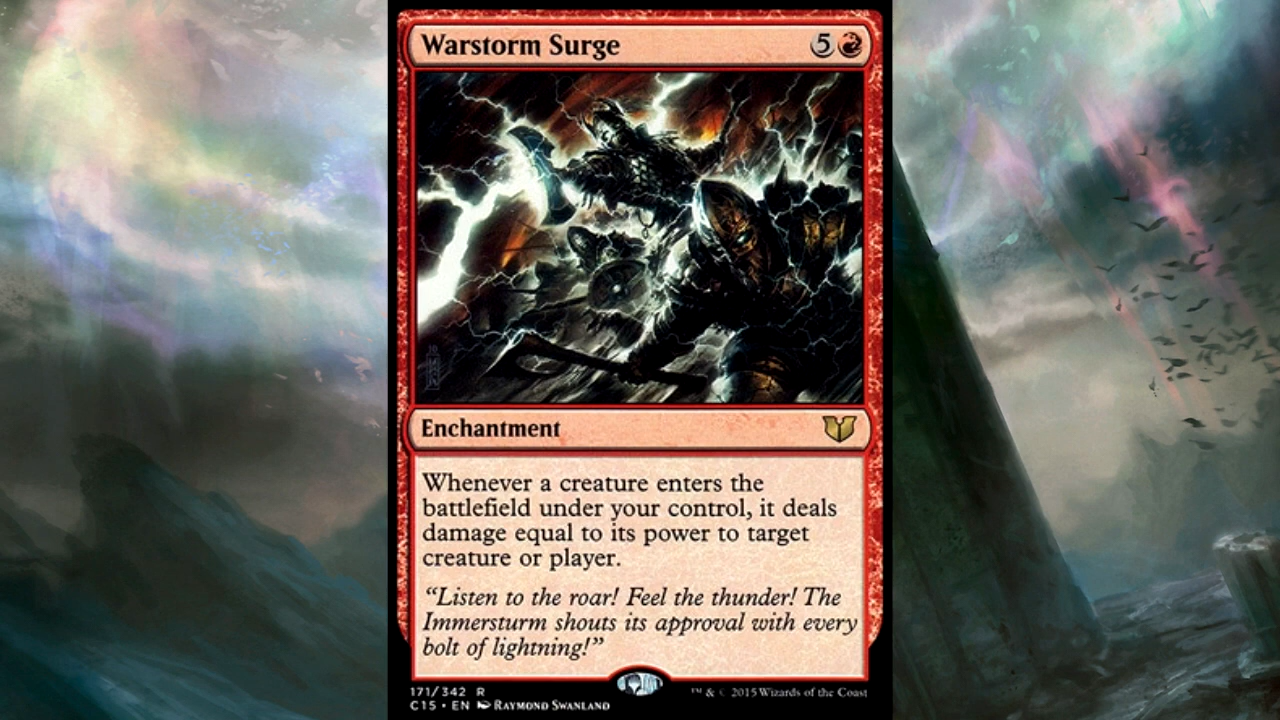 Warstorm Surge 5
Enchantment
Whenever a creature enters the
battlefield under your control, it deals
damage equal to its power to target
creature or player.
“Listen to the roar! Feel the thunder! The
Immersturm shouts its approval with every
bolt of lightning!”
171/342 R
™ & © 2015 Wizards of the Coast
C15 • EN RAYMOND SWANLAND